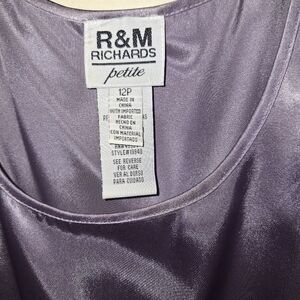 R&M
RICHARDS
petite
12P
MADE IN
CHINA
WITH IMPORTED
FABRIC
HECHO EN
CHINA
CON MATERIAL
IMPORTADO
SEE REVERSE
FOR CARE
VER AL DORSO
PARA CUIDADO